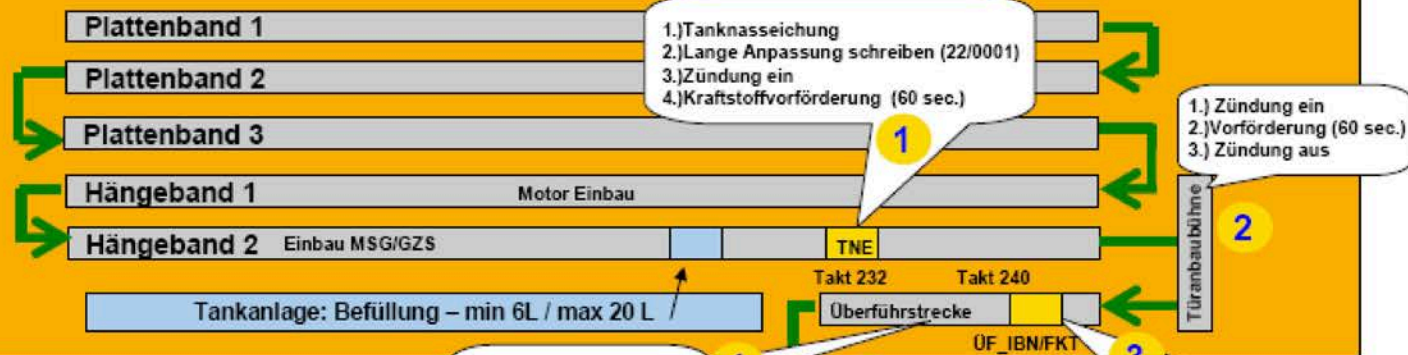 Plattenband 1
Plattenband 2
Plattenband 3
Hängeband 1
Motor Einbau
Hängeband 2
Einbau MSG/GZS
TNE
Takt 232
Takt 240
Tankanlage: Befüllung – min 6L / max 20 L
Überführstrecke
ÜF_IBN/FKT
1.)Tanknasseichung
2.)Lange Anpassung schreiben (22/0001)
3.)Zündung ein
4.)Kraftstoffvorförderung (60 sec.)
1
1.) Zündung ein
2.)Vorförderung (60 sec.)
3.) Zündung aus
Türanbaubühne
2